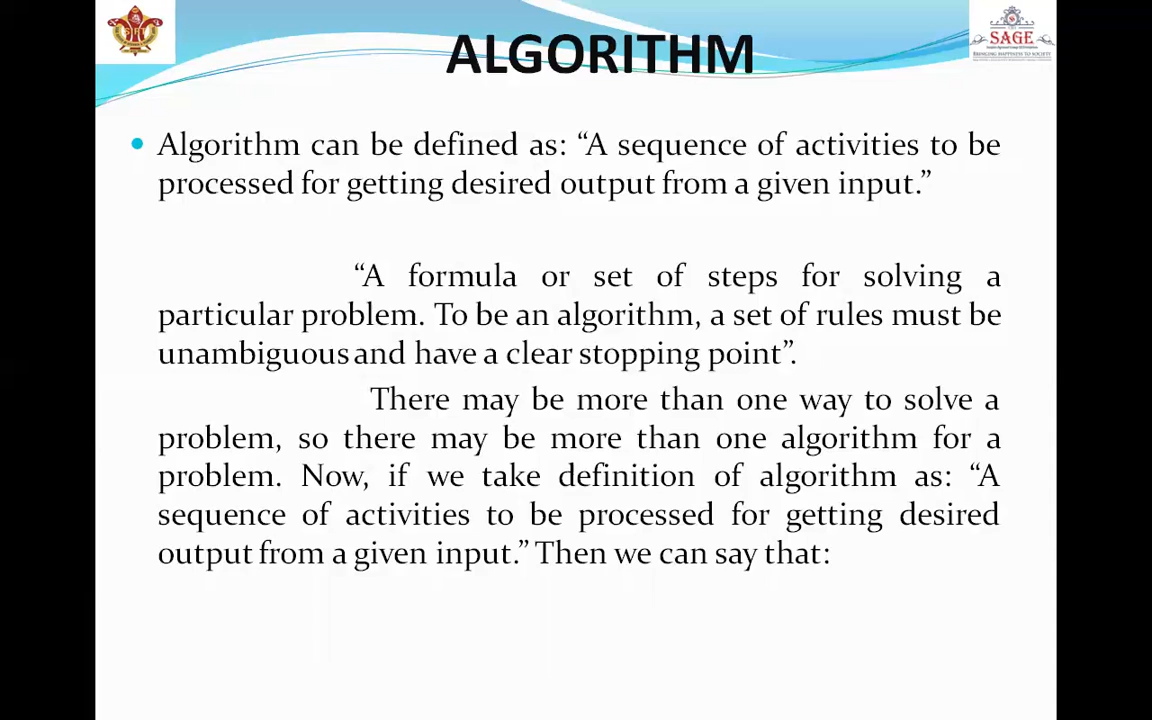 ALGORITHM
SAGE
• Algorithm can be defined as: “A sequence of activities to be
processed for getting desired output from a given input.”
“A formula or set of steps for solving a
particular problem. To be an algorithm, a set of rules must be
unambiguous and have a clear stopping point”.
There may be more than one way to solve a
problem, so there may be more than one algorithm for a
problem. Now, if we take definition of algorithm as: “A
sequence of activities to be processed for getting desired
output from a given input.” Then we can say that: